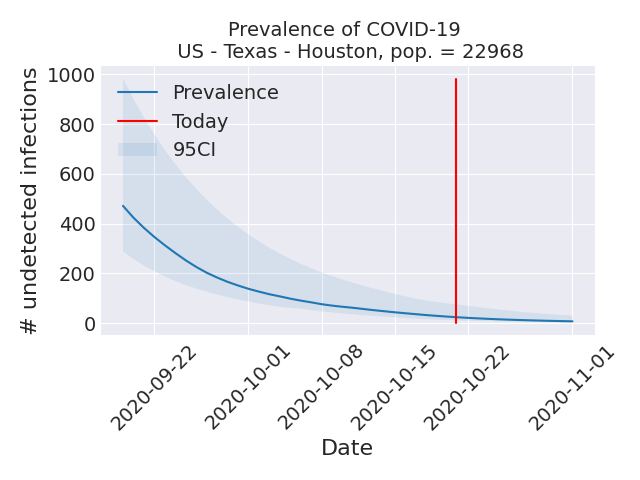 Prevalence of COVID-19
US - Texas - Houston, pop. = 22968
# undetected infections
1000
800
600
400
200
0
Prevalence
Today
95CI
2020-09-22
2020-10-01
2020-10-08
2020-10-15
2020-10-22
2020-11-01
Date